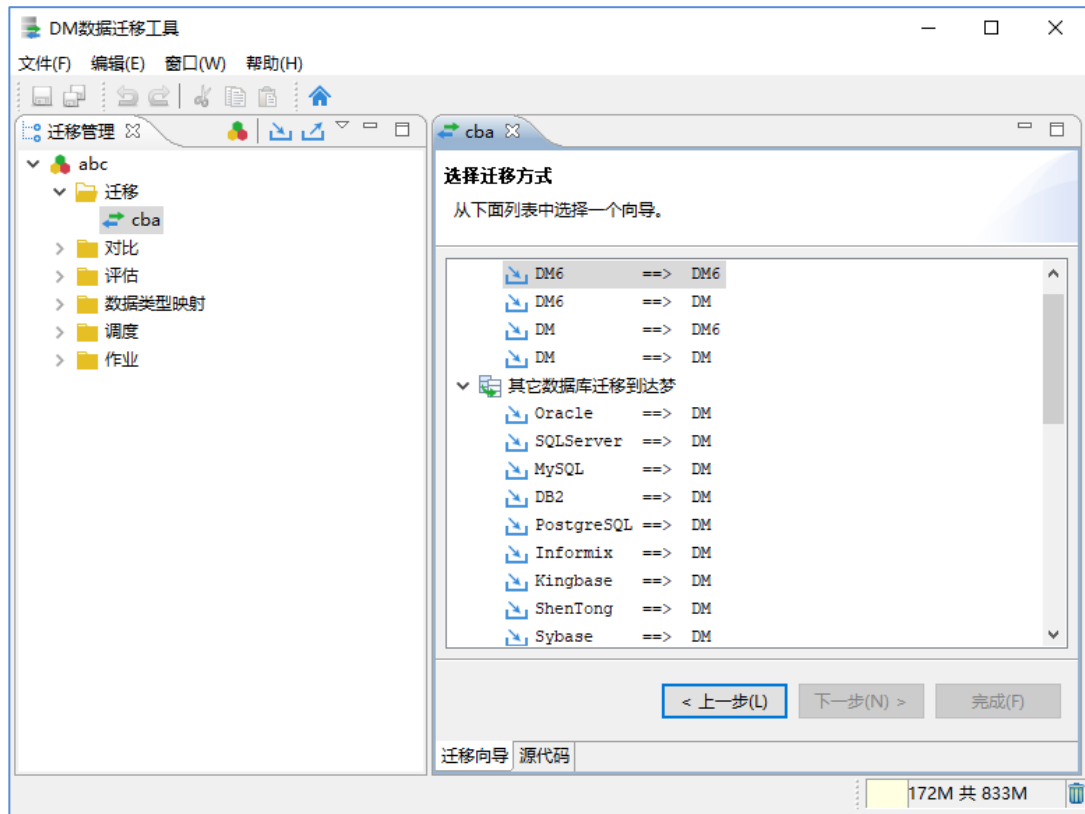 DM数据迁移工具
文件(F) 编辑(E) 窗口(W) 帮助(H)
迁移管理
abc
迁移
cba
对比
评估
数据类型映射
调度
作业
cba
选择迁移方式
从下面列表中选择一个向导。
DM6 ==> DM6
DM6 ==> DM
DM ==> DM6
DM ==> DM
其它数据库迁移到达梦
Oracle ==> DM
SQLServer ==> DM
MySQL ==> DM
DB2 ==> DM
PostgreSQL ==> DM
Informix ==> DM
Kingbase ==> DM
ShenTong ==> DM
Sybase ==> DM
< 上一步(L) 下一步(N) > 完成(F)
迁移向导 源代码
172M 共 833M